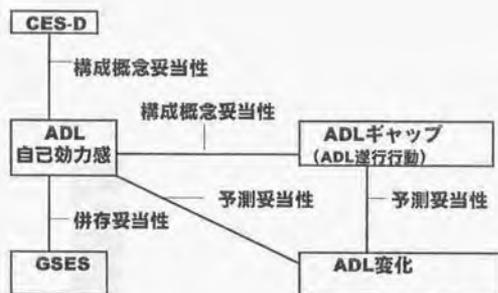 CES-D
構成概念妥当性
構成概念妥当性
ADL
自己効力感
ADLギャップ
(ADL遂行行動)
予測妥当性
予測妥当性
併存妥当性
GSES
ADL変化